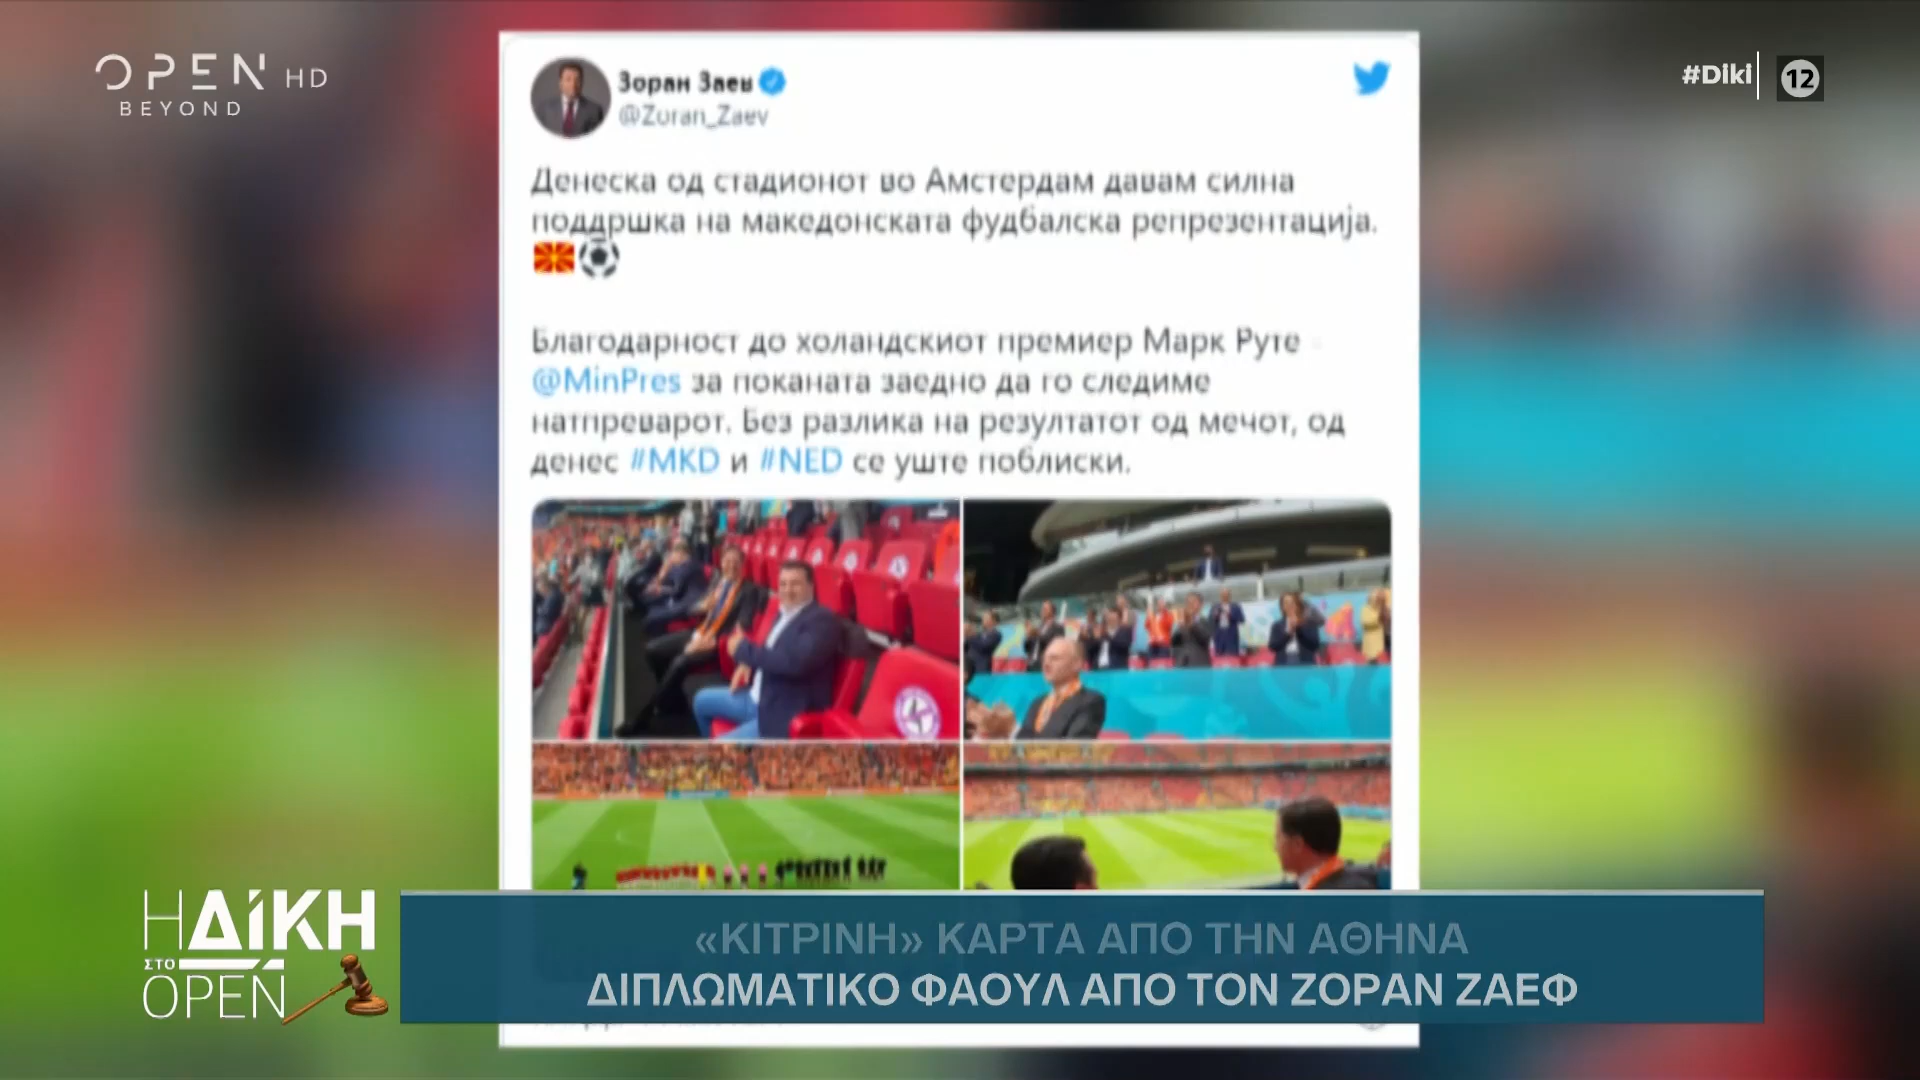 OPEN HD
BEYOND
#Diki
12
Зоран Заев
@Zoran_Zaev
Денеска од стадионот во Амстердам давам силна
поддршка на македонската фудбалска репрезентација.
Благодарност до холандскиот премиер Марк Руте
@MinPres за поканата заедно да го следиме
натпреварот. Без разлика на резултатот од мечот, од
денес #MKD и #NED се уште поблиски.
Η ΔίΚΗ
ΣΤΟ
OPEN
«ΚΙΤΡΙΝΗ» ΚΑΡΤΑ ΑΠΟ ΤΗΝ ΑΘΗΝΑ
ΔΙΠΛΩΜΑΤΙΚΟ ΦΑΟΥΛ ΑΠΟ ΤΟΝ ΖΟΡΑΝ ΖΑΕΦ